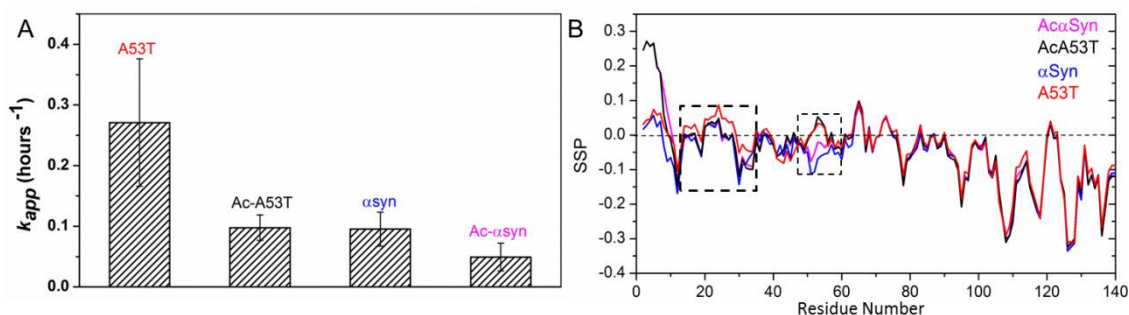 A
k_app (hours⁻¹)
0.4
0.3
0.2
0.1
0.0
A53T
Ac-A53T
αsyn
Ac-αsyn
B
SSP
0.3
0.2
0.1
0.0
-0.1
-0.2
-0.3
-0.4
AcαSyn
AcA53T
αSyn
A53T
0 20 40 60 80 100 120 140
Residue Number